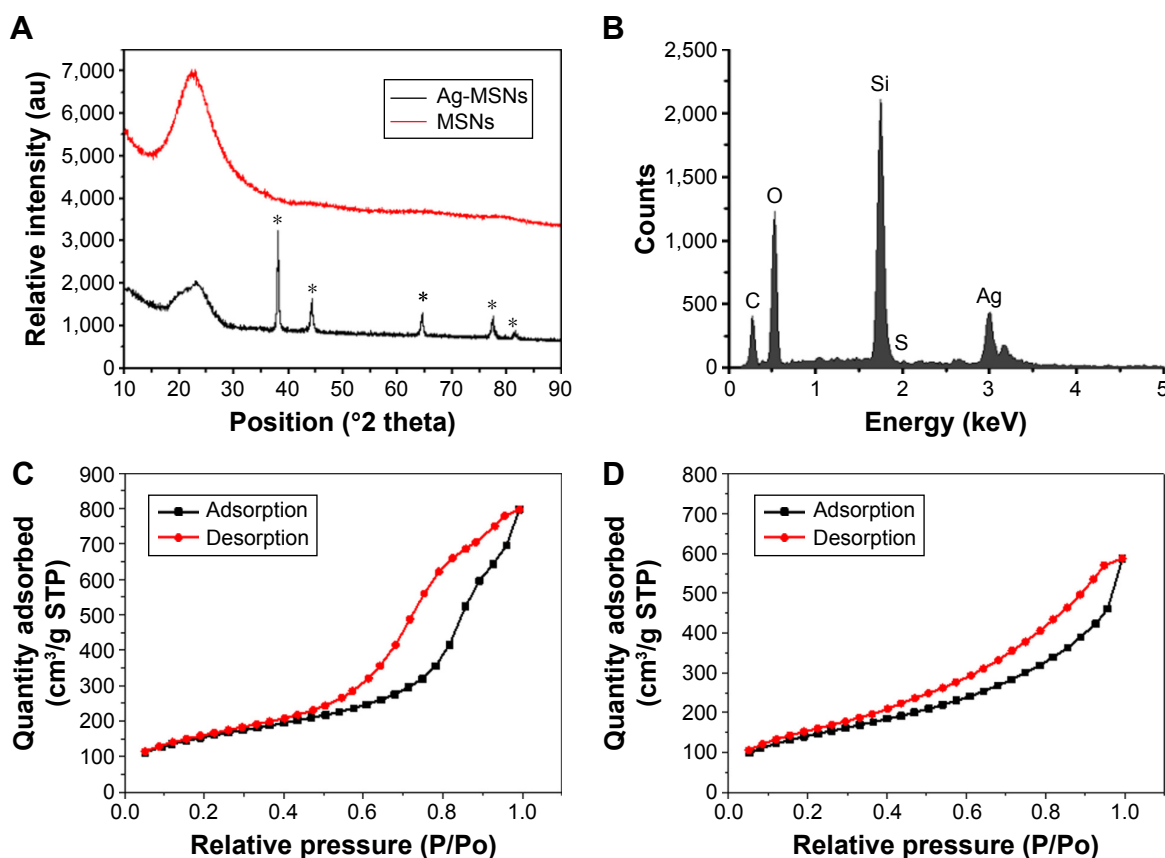 A
Relative intensity (au)
7,000
6,000
5,000
4,000
3,000
2,000
1,000
0
Ag-MSNs
MSNs
*
*
*
*
*
10 20 30 40 50 60 70 80 90
Position (°2 theta)
B
Counts
2,500
2,000
1,500
1,000
500
0
C
O
Si
S
Ag
0 1 2 3 4 5
Energy (keV)
C
Quantity adsorbed
(cm³/g STP)
900
800
700
600
500
400
300
200
100
0
Adsorption
Desorption
0.0 0.2 0.4 0.6 0.8 1.0
Relative pressure (P/Po)
D
Quantity adsorbed
(cm³/g STP)
800
700
600
500
400
300
200
100
0
Adsorption
Desorption
0.0 0.2 0.4 0.6 0.8 1.0
Relative pressure (P/Po)